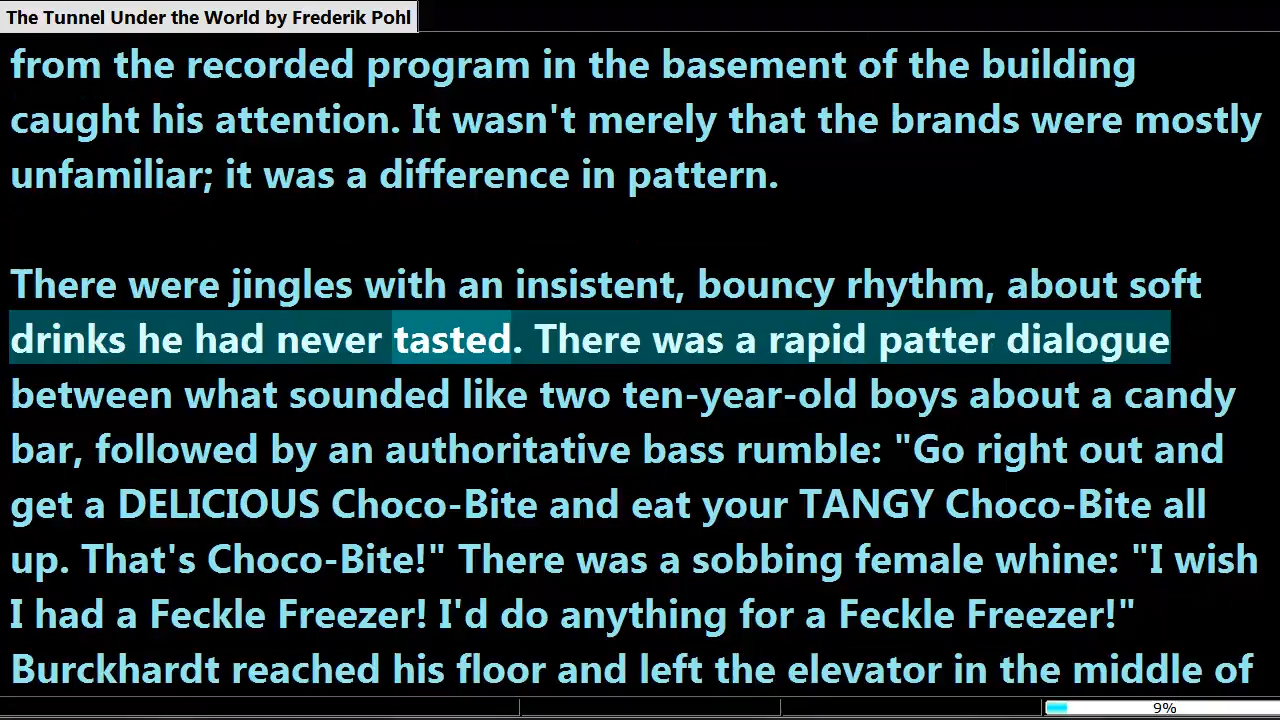 The Tunnel Under the World by Frederik Pohl
from the recorded program in the basement of the building
caught his attention. It wasn't merely that the brands were mostly
unfamiliar; it was a difference in pattern.
There were jingles with an insistent, bouncy rhythm, about soft
drinks he had never tasted. There was a rapid patter dialogue
between what sounded like two ten-year-old boys about a candy
bar, followed by an authoritative bass rumble: "Go right out and
get a DELICIOUS Choco-Bite and eat your TANGY Choco-Bite all
up. That's Choco-Bite!" There was a sobbing female whine: "I wish
I had a Feckle Freezer! I'd do anything for a Feckle Freezer!"
Burckhardt reached his floor and left the elevator in the middle of
9%